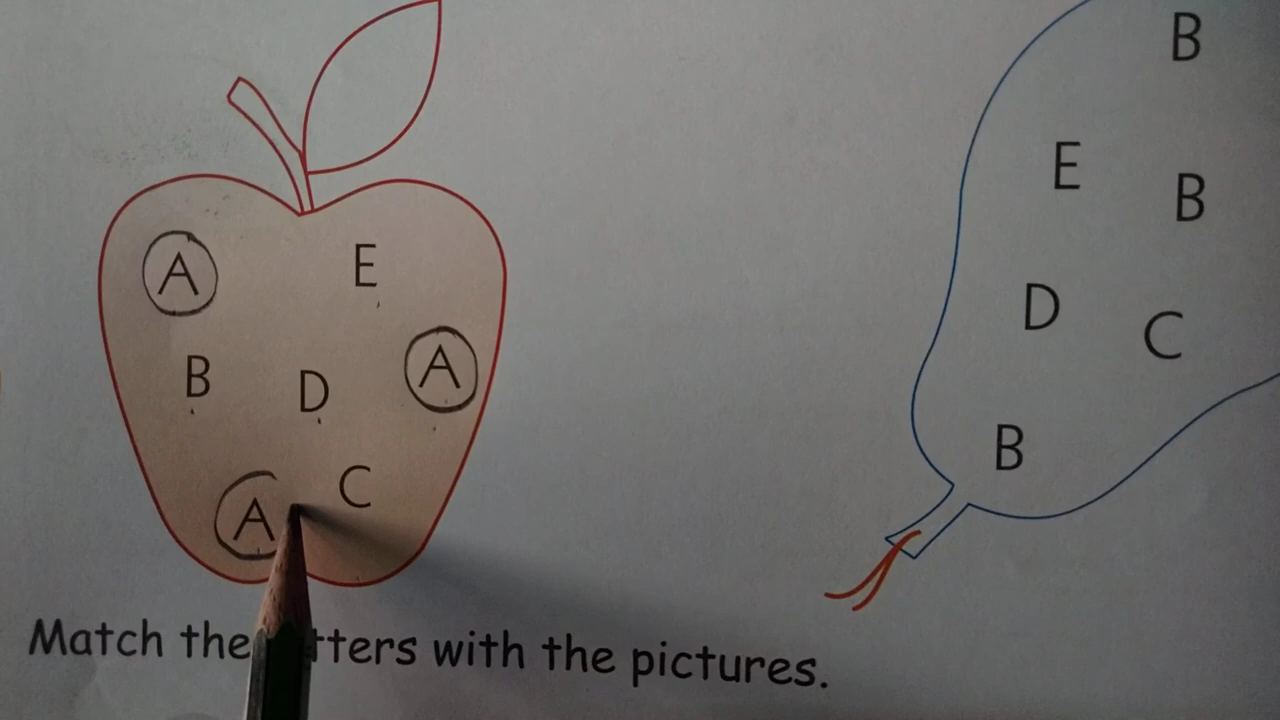 A E
B D A
A C
B
E B
D C
B
Match the tters with the pictures.